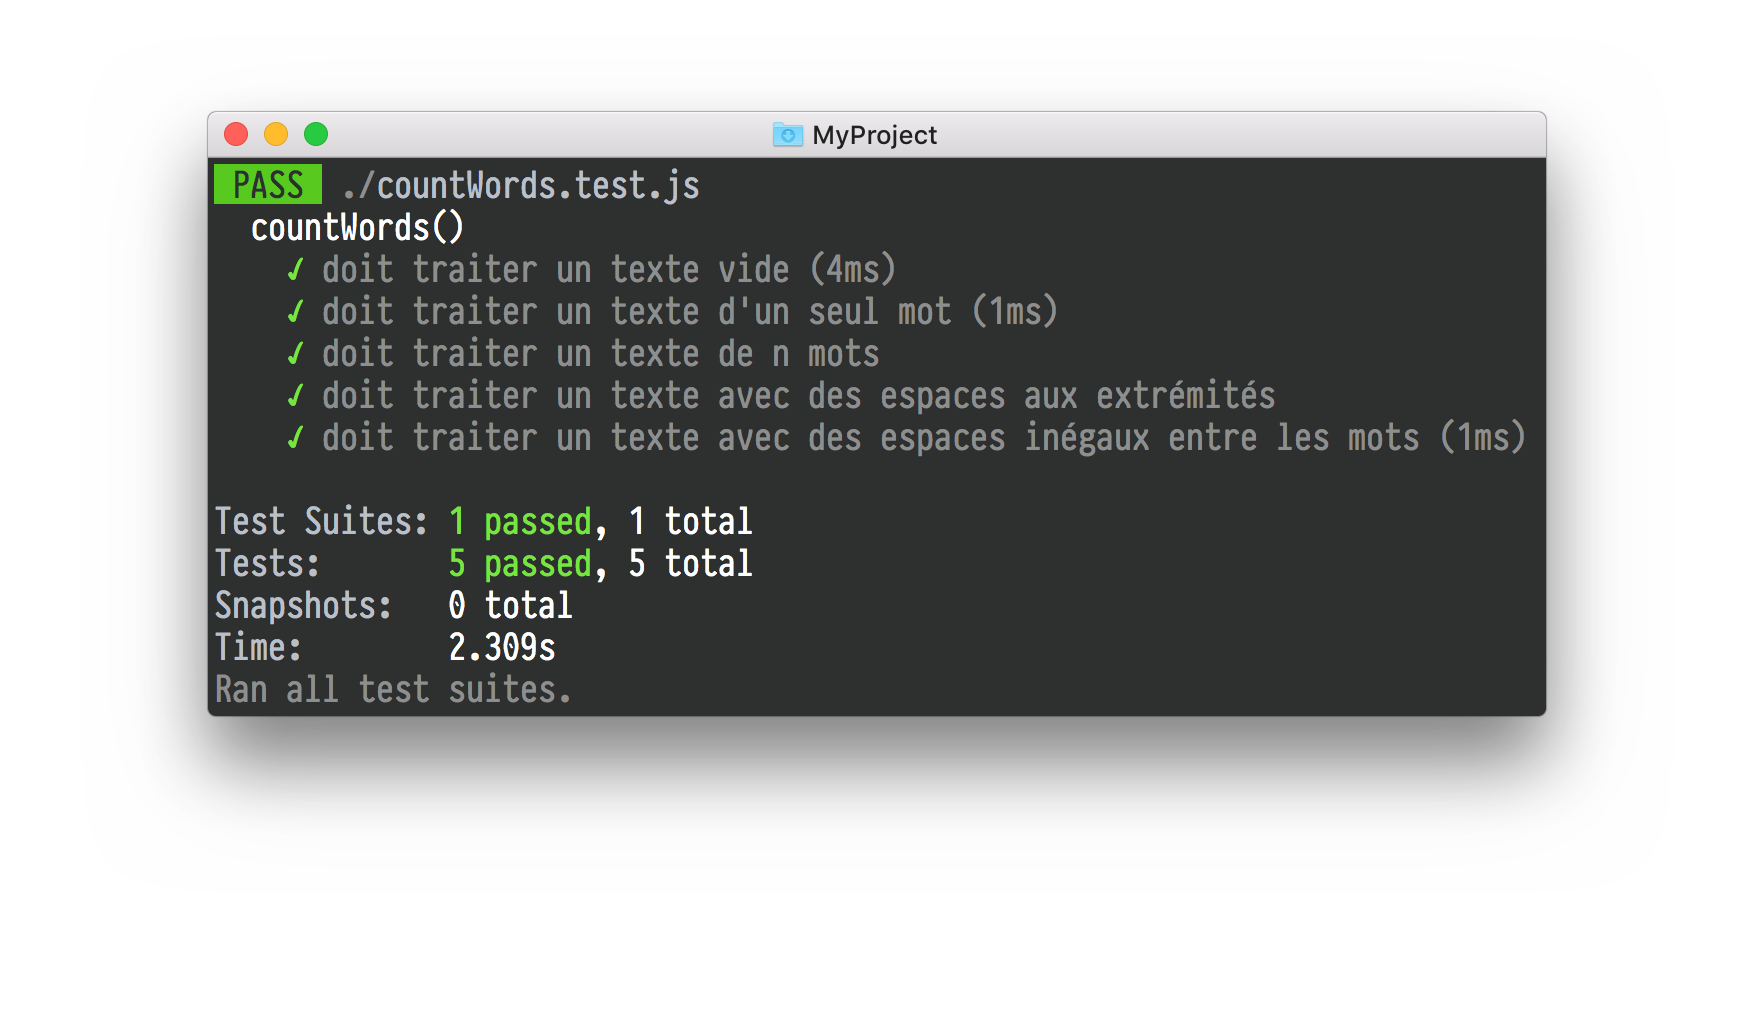 MyProject
PASS ./countWords.test.js
countWords()
✓ doit traiter un texte vide (4ms)
✓ doit traiter un texte d'un seul mot (1ms)
✓ doit traiter un texte de n mots
✓ doit traiter un texte avec des espaces aux extrémités
✓ doit traiter un texte avec des espaces inégaux entre les mots (1ms)
Test Suites: 1 passed, 1 total
Tests: 5 passed, 5 total
Snapshots: 0 total
Time: 2.309s
Ran all test suites.